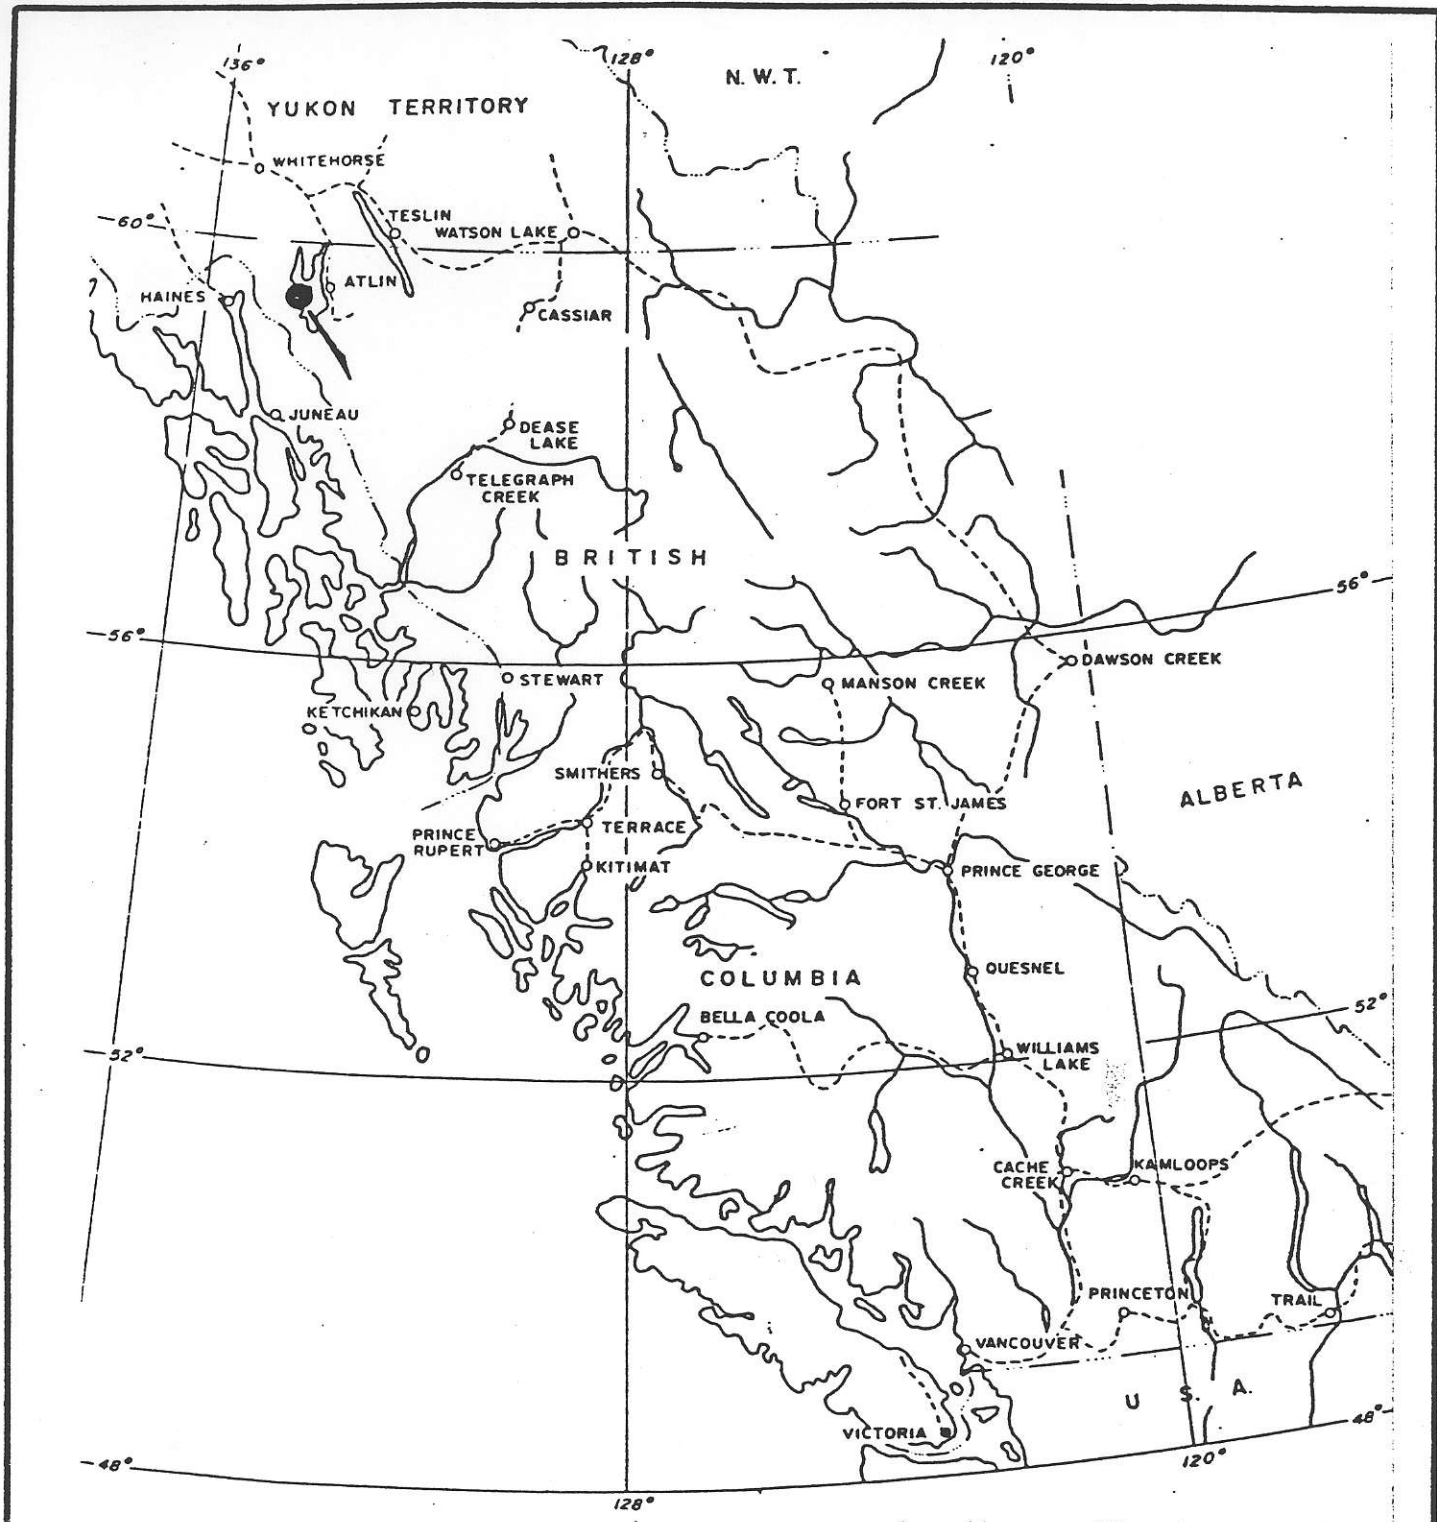 136°
128°
120°
N. W. T.
YUKON TERRITORY
WHITEHORSE
60°
TESLIN
WATSON LAKE
ATLIN
HAINES
CASSIAR
JUNEAU
DEASE
LAKE
TELEGRAPH
CREEK
BRITISH
56°
56°
DAWSON CREEK
STEWART
MANSON CREEK
KETCHIKAN
SMITHERS
ALBERTA
FORT ST. JAMES
PRINCE
RUPERT
TERRACE
KITIMAT
PRINCE GEORGE
QUESNEL
COLUMBIA
BELLA COOLA
52°
52°
WILLIAMS
LAKE
CACHE
CREEK
KAMLOOPS
PRINCETON
TRAIL
VANCOUVER
U. S. A.
VICTORIA
48°
48°
120°
128°